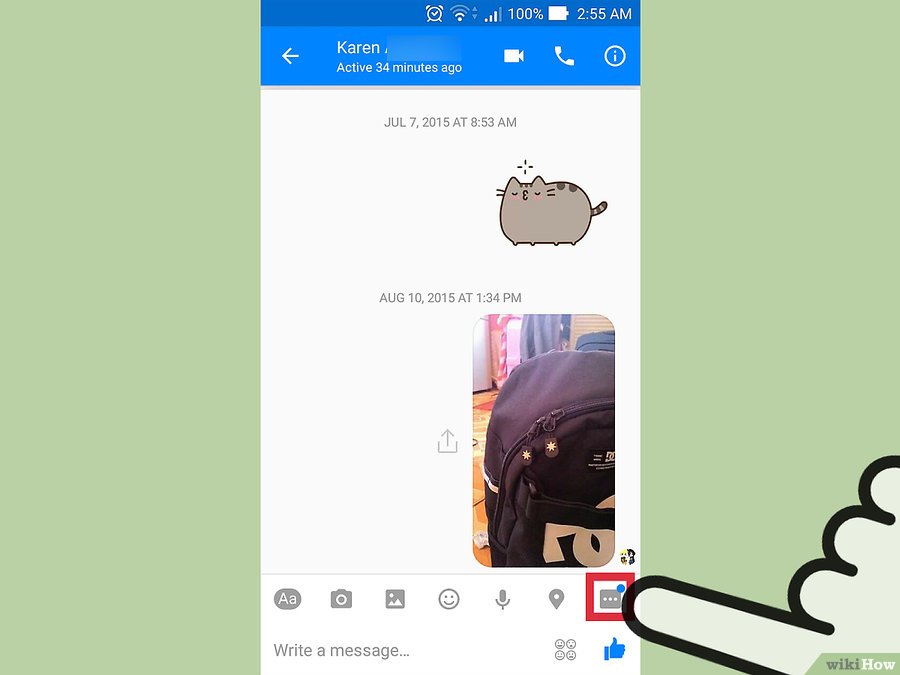 100% 2:55 AM
Karen
Active 34 minutes ago
JUL 7, 2015 AT 8:53 AM
AUG 10, 2015 AT 1:34 PM
Aa
Write a message...
wikiHow